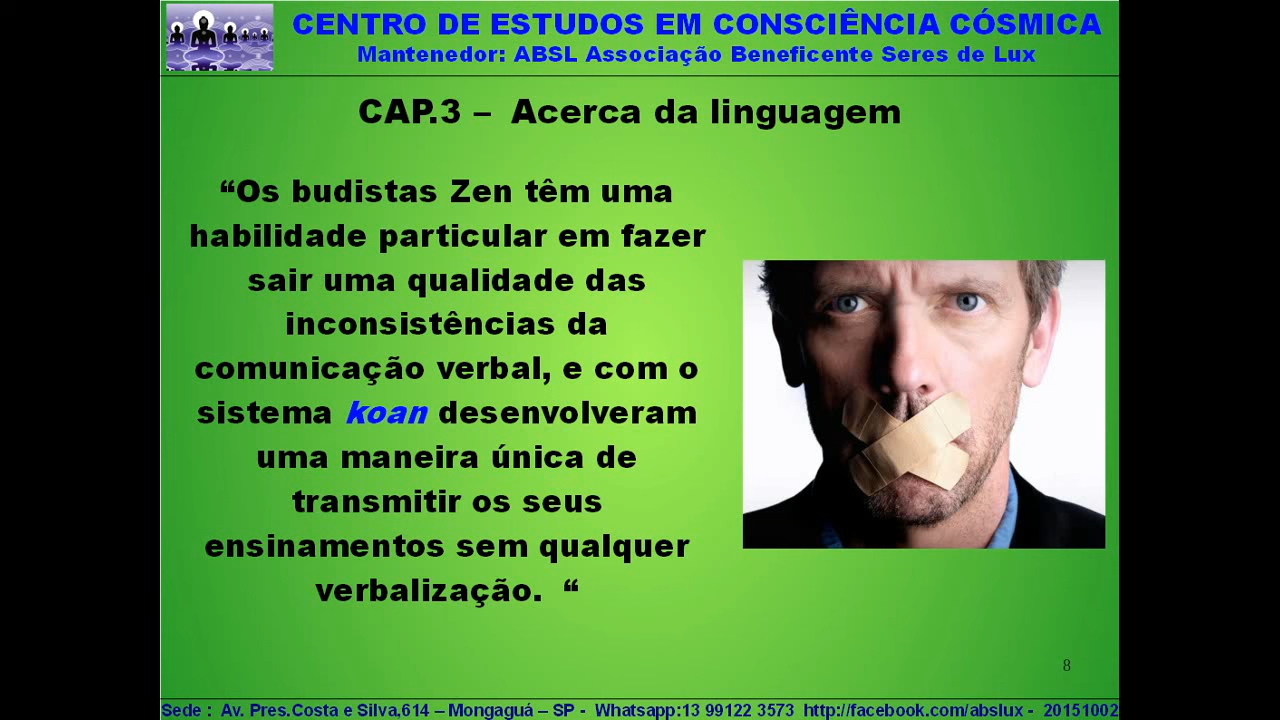 CENTRO DE ESTUDOS EM CONSCIÊNCIA CÓSMICA
Mantenedor: ABSL Associação Beneficente Seres de Lux
CAP.3 – Acerca da linguagem
“Os budistas Zen têm uma
habilidade particular em fazer
sair uma qualidade das
inconsistências da
comunicação verbal, e com o
sistema koan desenvolveram
uma maneira única de
transmitir os seus
ensinamentos sem qualquer
verbalização. “
8
Sede : Av. Pres.Costa e Silva,614 – Mongaguá – SP - Whatsapp:13 99122 3573 http://facebook.com/abslux - 20151002